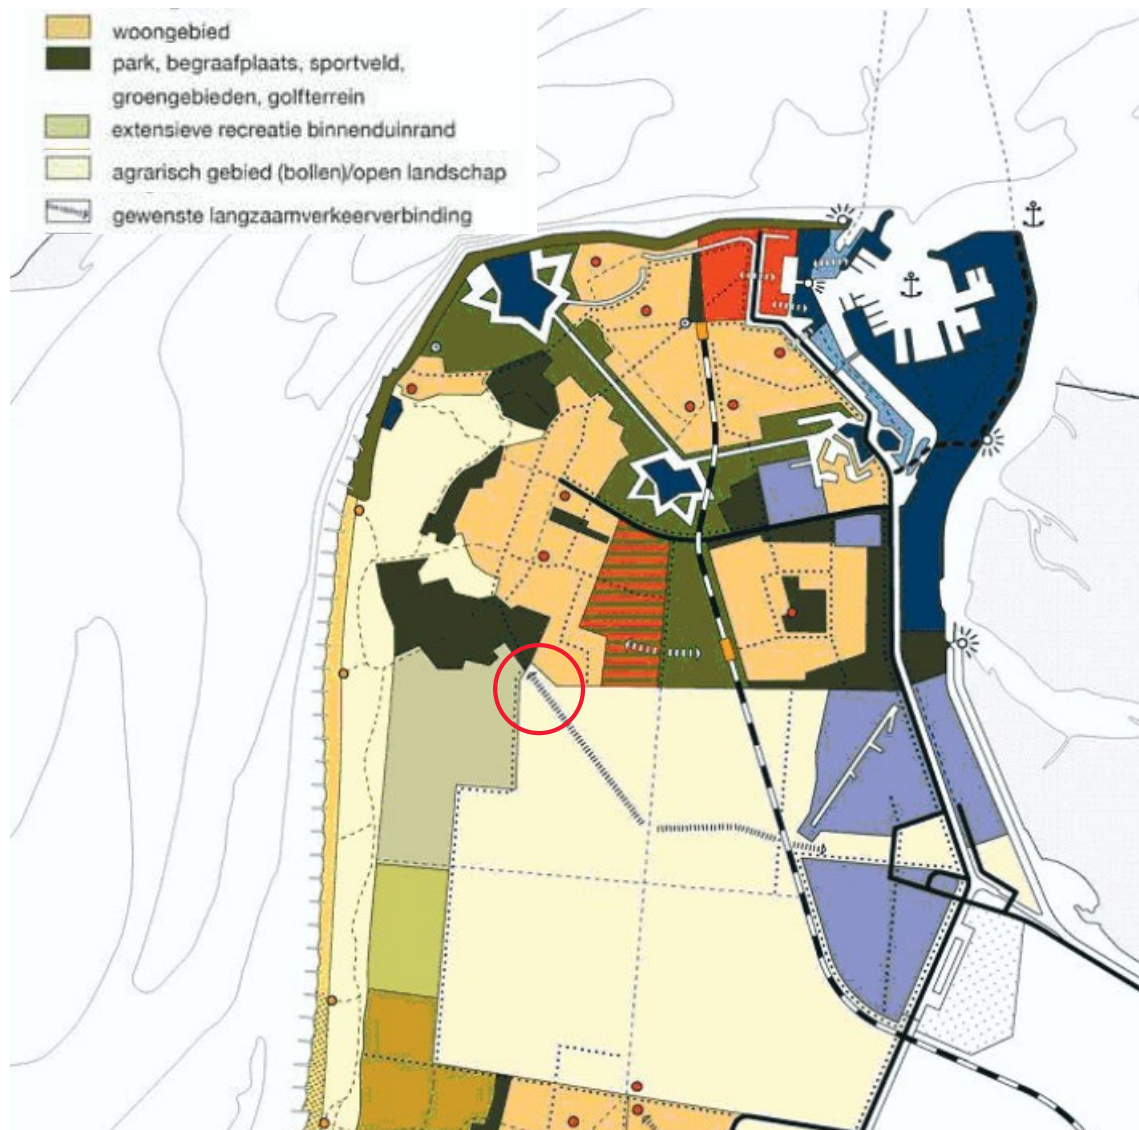 woongebied
park, begraafplaats, sportveld,
groengebieden, golfterrein
extensieve recreatie binnenduinrand
agrarisch gebied (bollen)/open landschap
gewenste langzaamverkeerverbinding